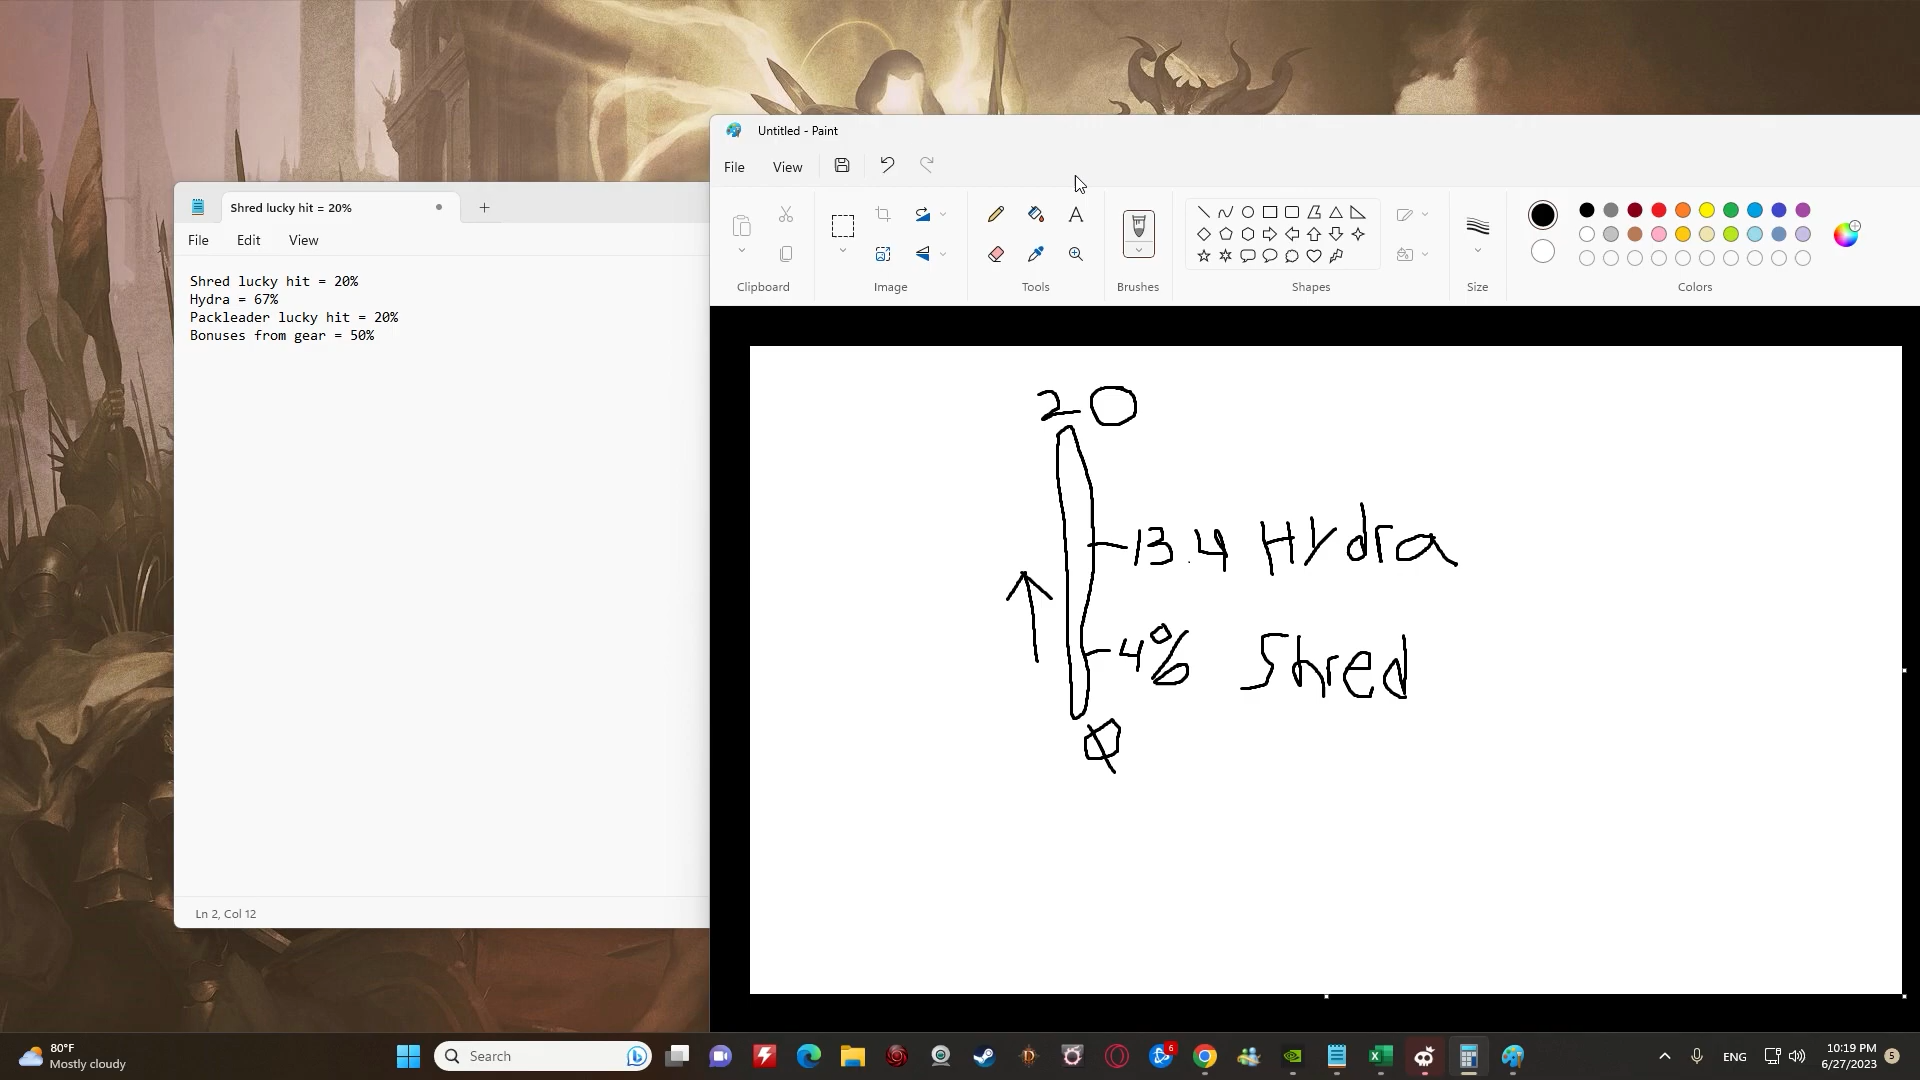 Untitled - Paint
File View
Shred lucky hit = 20%
File Edit View
Shred lucky hit = 20%
Hydra = 67%
Packleader lucky hit = 20%
Bonuses from gear = 50%
Ln 2, Col 12
Clipboard Image Tools Brushes Shapes Size Colors
20
13.4 Hydra
4% Shred
0
80°F
Mostly cloudy
Search
6
ENG
10:19 PM
6/27/2023
5